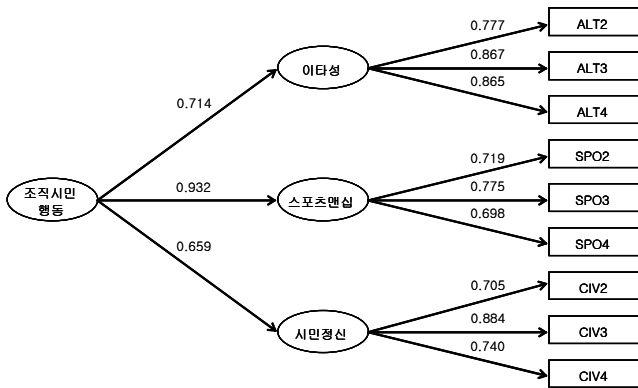 0.777
ALT2
이타성
0.867
ALT3
0.865
ALT4
0.714
0.719
SPO2
조직시민
행동
0.932
스포츠맨십
0.775
SPO3
0.698
SPO4
0.659
0.705
CIV2
시민정신
0.884
CIV3
0.740
CIV4